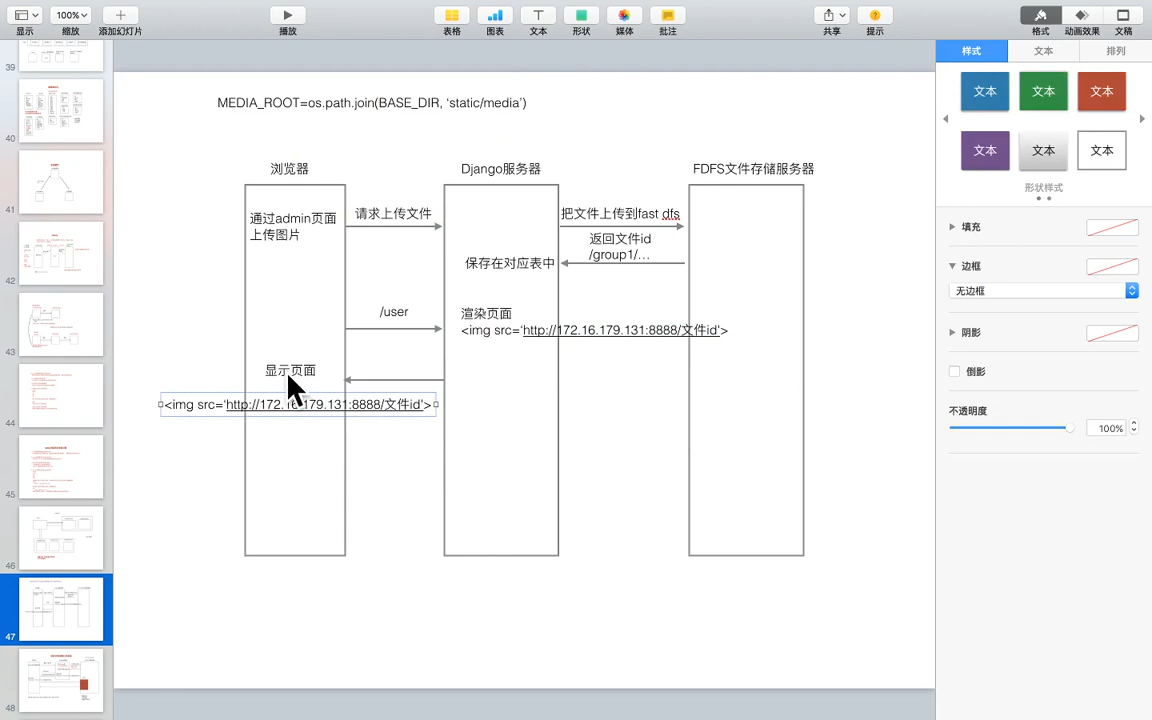 100%
显示
缩放
添加幻灯片
播放
表格
图表
文本
形状
媒体
批注
共享
提示
格式
动画效果
文稿
39
40
41
42
43
44
45
46
47
48
MEDIA_ROOT=os.path.join(BASE_DIR, ‘static/media’)
浏览器
Django服务器
FDFS文件存储服务器
通过admin页面
上传图片
请求上传文件
把文件上传到fast dfs
返回文件id
/group1/…
保存在对应表中
/user
渲染页面
<img src=‘http://172.16.179.131:8888/文件id’>
显示页面
<img src=‘http://172.16.179.131:8888/文件id’>
样式
文本
排列
文本
文本
文本
文本
文本
文本
形状样式
填充
边框
无边框
阴影
倒影
不透明度
100%